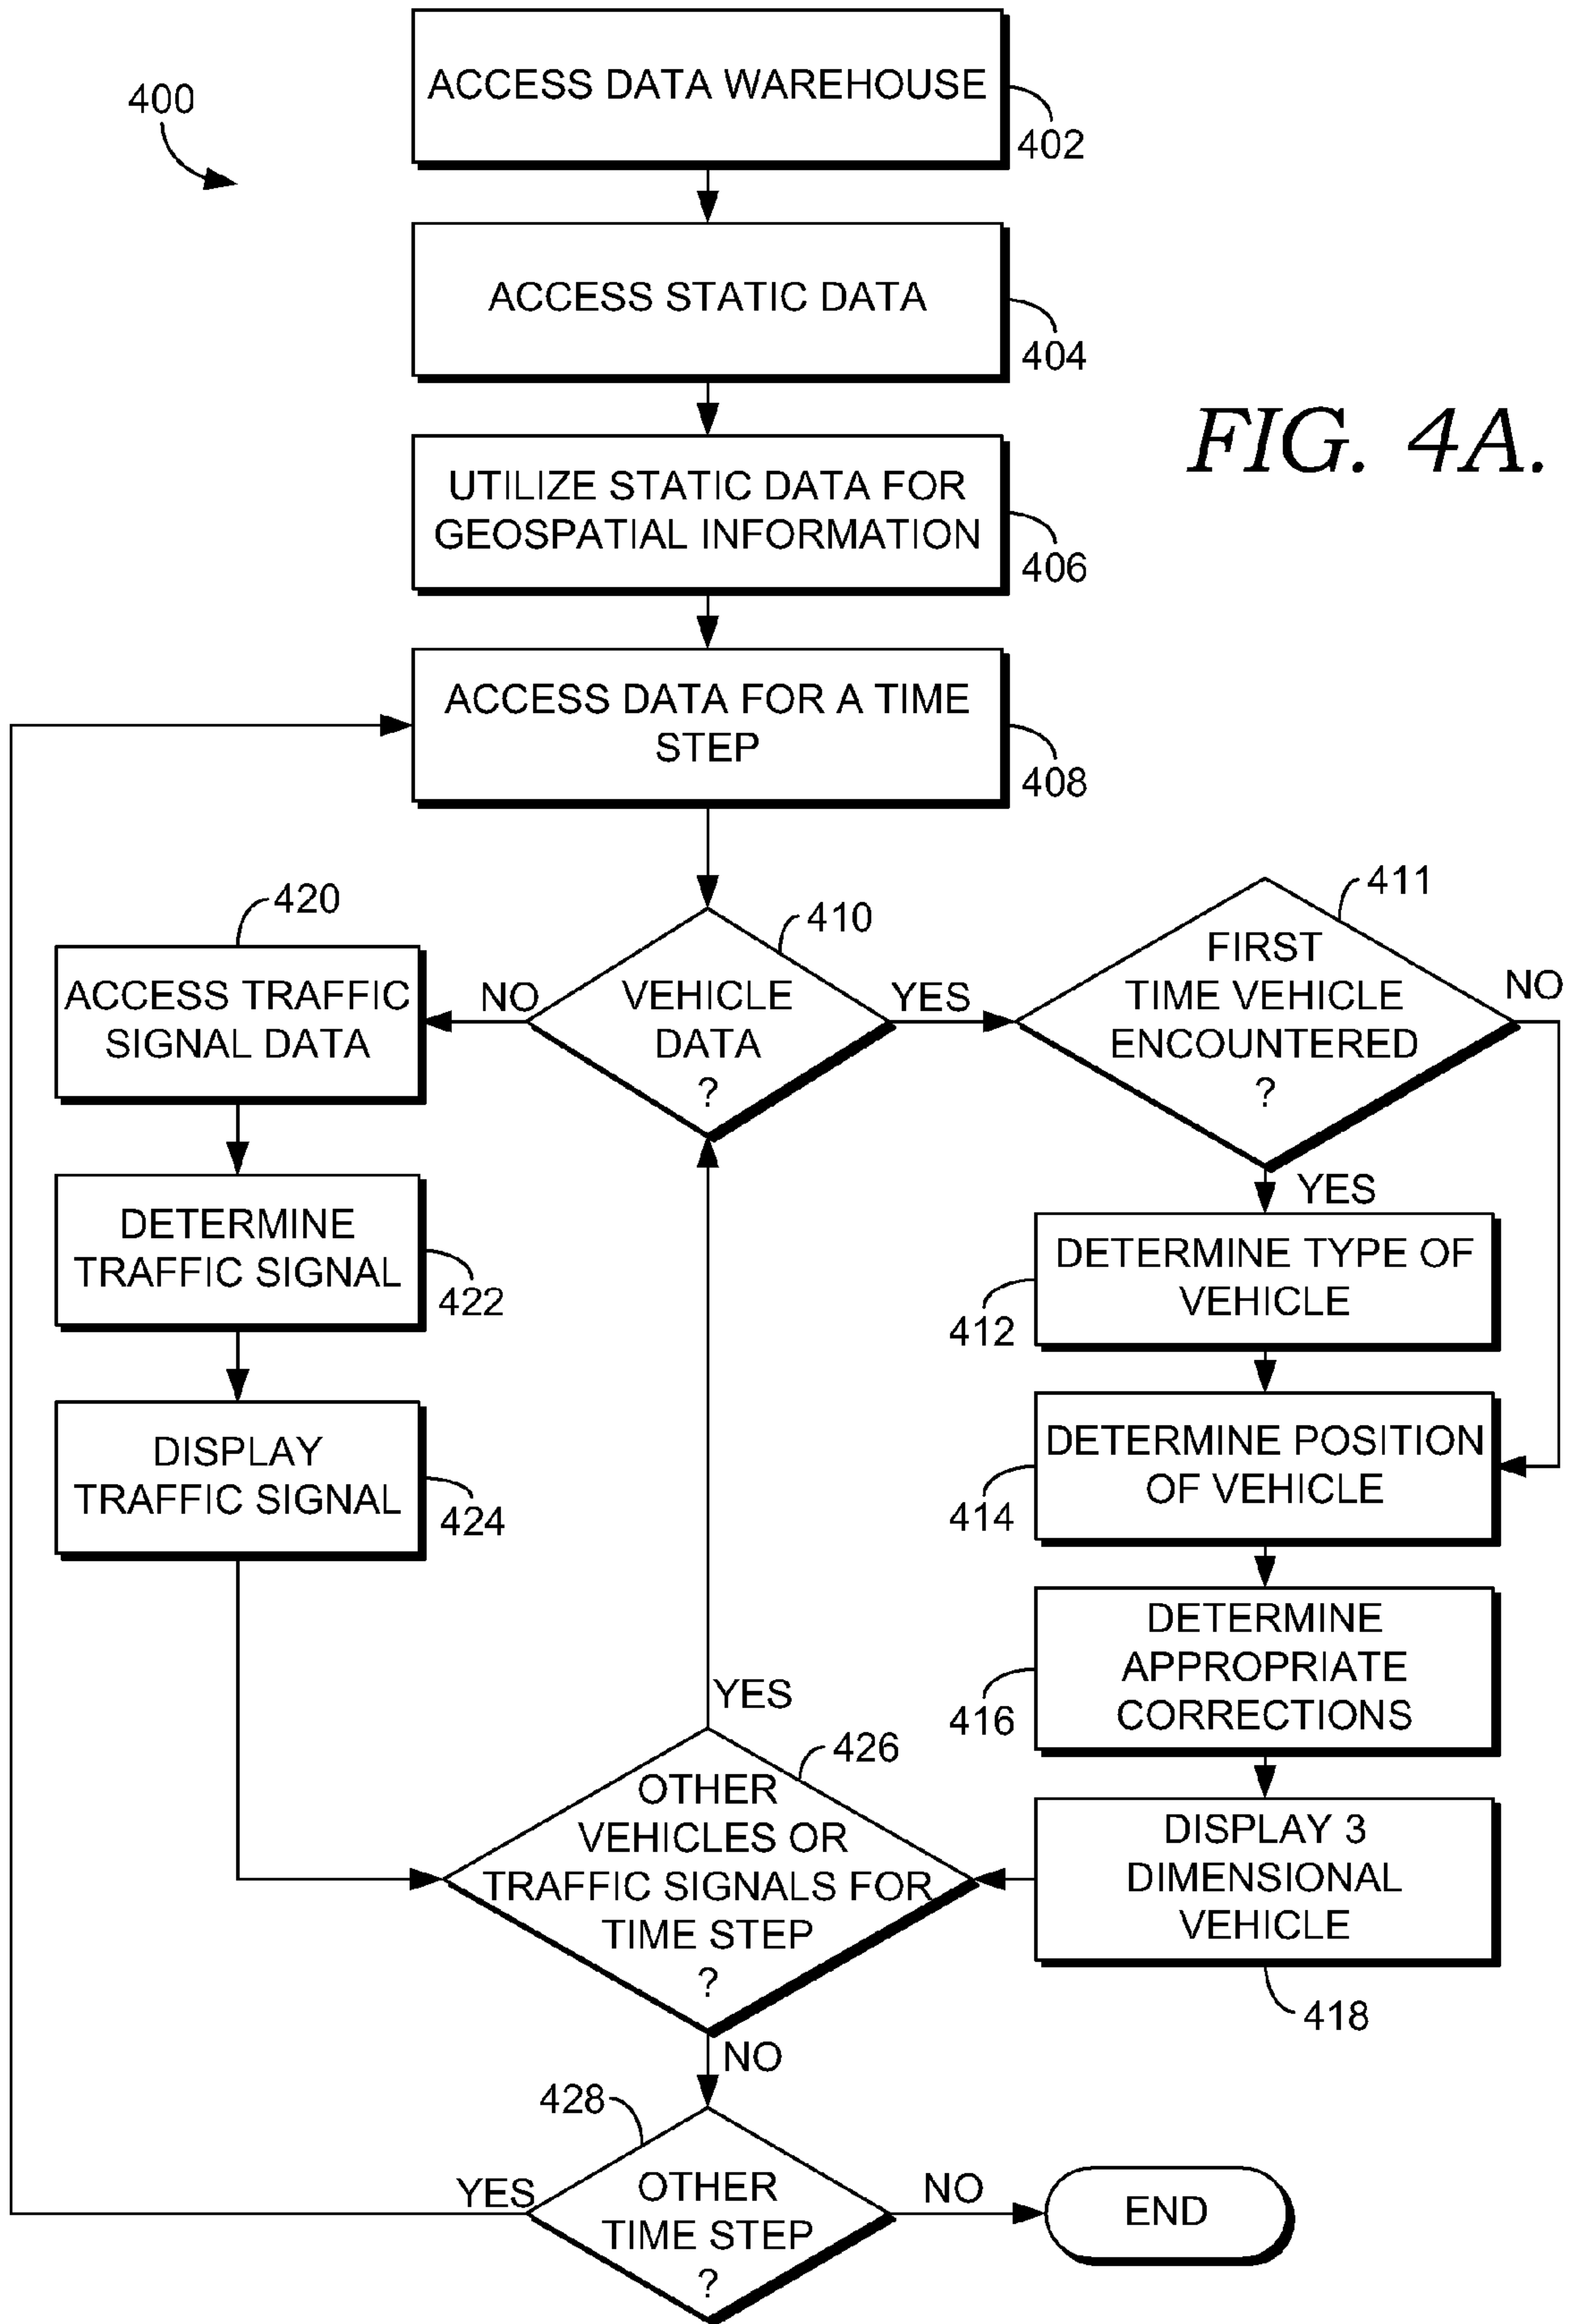 400
ACCESS DATA WAREHOUSE
402
ACCESS STATIC DATA
404
FIG. 4A.
UTILIZE STATIC DATA FOR
GEOSPATIAL INFORMATION
406
ACCESS DATA FOR A TIME
STEP
408
420
ACCESS TRAFFIC
SIGNAL DATA
NO
410
VEHICLE
DATA
?
YES
411
FIRST
TIME VEHICLE
ENCOUNTERED
?
NO
YES
DETERMINE
TRAFFIC SIGNAL
422
DETERMINE TYPE OF
VEHICLE
412
DISPLAY
TRAFFIC SIGNAL
424
DETERMINE POSITION
OF VEHICLE
414
DETERMINE
APPROPRIATE
CORRECTIONS
416
YES
426
OTHER
VEHICLES OR
TRAFFIC SIGNALS FOR
TIME STEP
?
DISPLAY 3
DIMENSIONAL
VEHICLE
418
NO
428
YES
OTHER
TIME STEP
?
NO
END